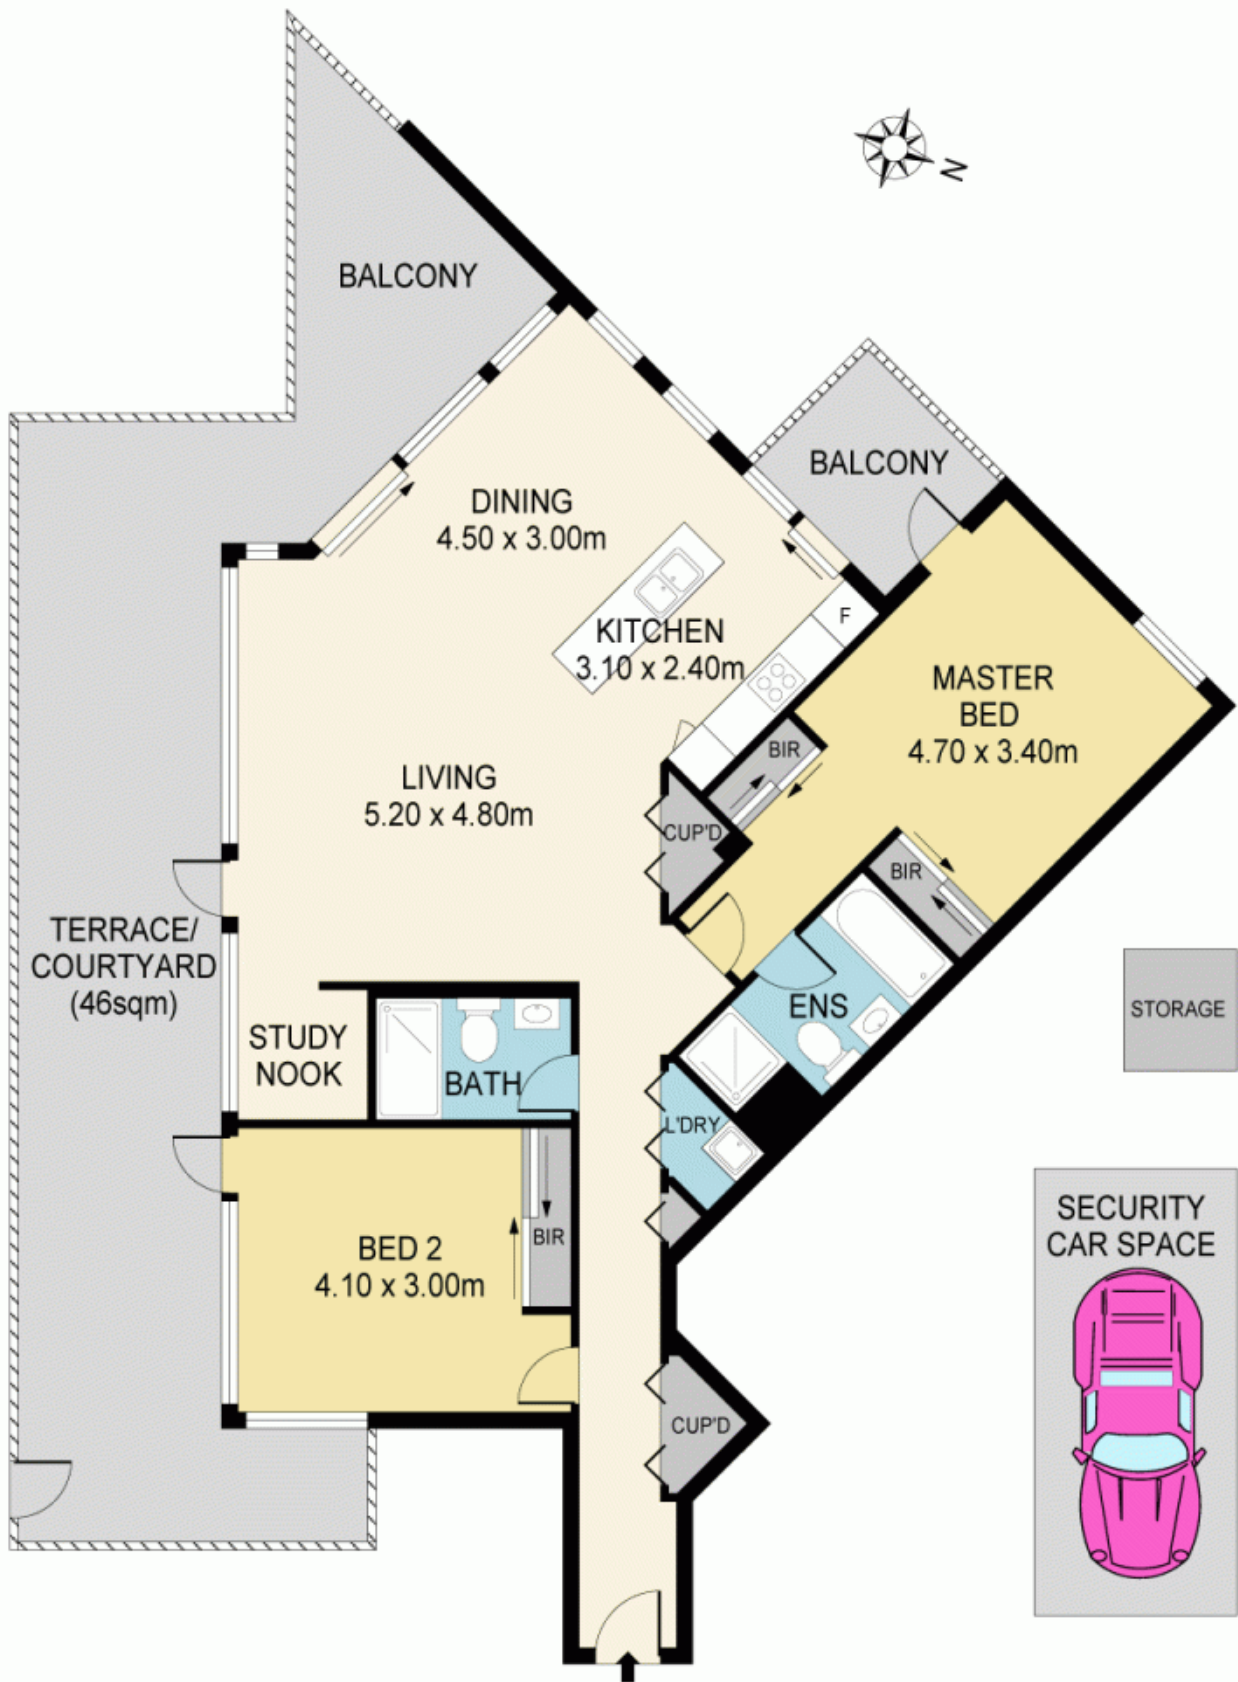 N
BALCONY
BALCONY
DINING
4.50 x 3.00m
F
KITCHEN
3.10 x 2.40m
MASTER
BED
4.70 x 3.40m
BIR
LIVING
5.20 x 4.80m
CUP'D
BIR
TERRACE/
COURTYARD
(46sqm)
ENS
STORAGE
STUDY
NOOK
BATH
L'DRY
SECURITY
CAR SPACE
BIR
BED 2
4.10 x 3.00m
CUP'D